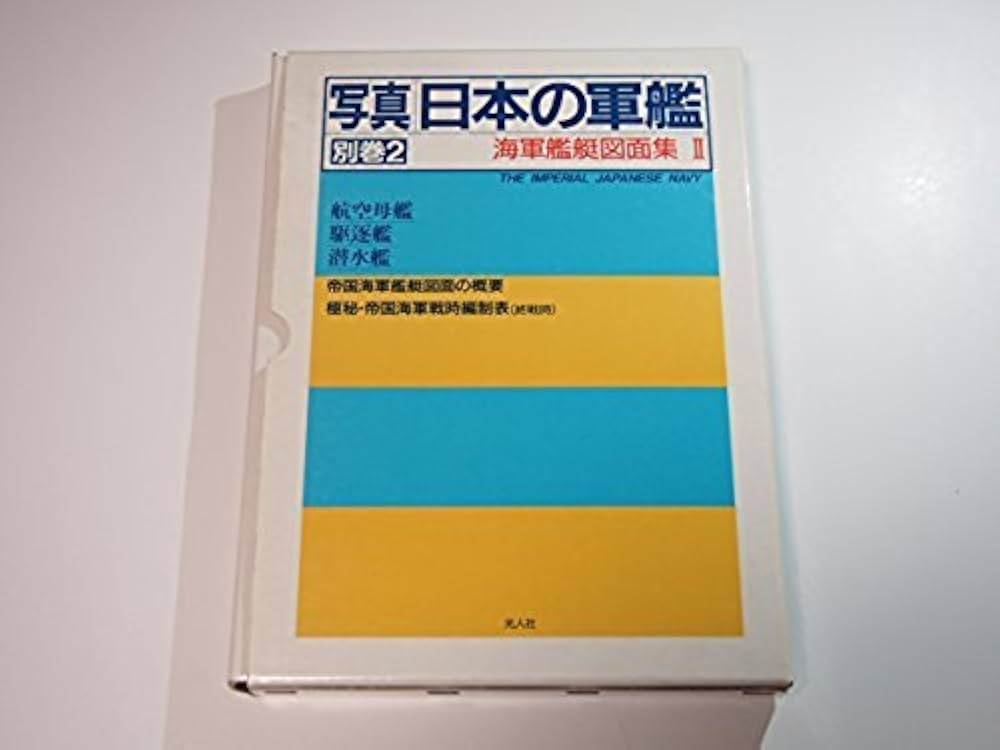 写真 日本の軍艦
別巻2 海軍艦艇図面集 Ⅱ
THE IMPERIAL JAPANESE NAVY
航空母艦
駆逐艦
潜水艦
帝国海軍艦艇図面の概要
極秘・帝国海軍戦時編制表(終戦時)
光人社